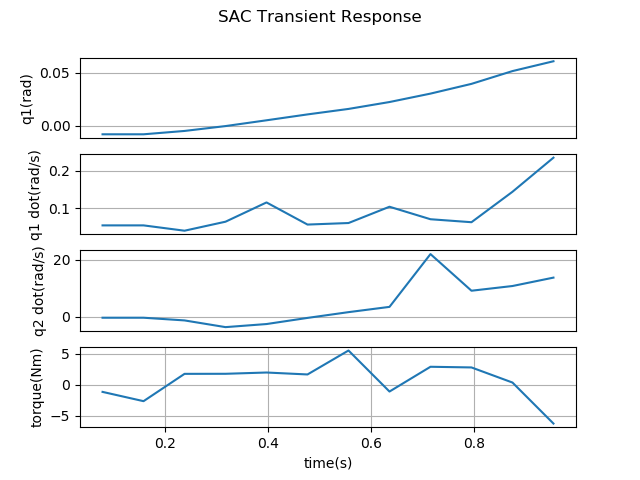 SAC Transient Response
0.05
0.00
q1(rad)
0.2
0.1
q1 dot(rad/s)
20
0
q2 dot(rad/s)
5
0
−5
torque(Nm)
0.2 0.4 0.6 0.8
time(s)